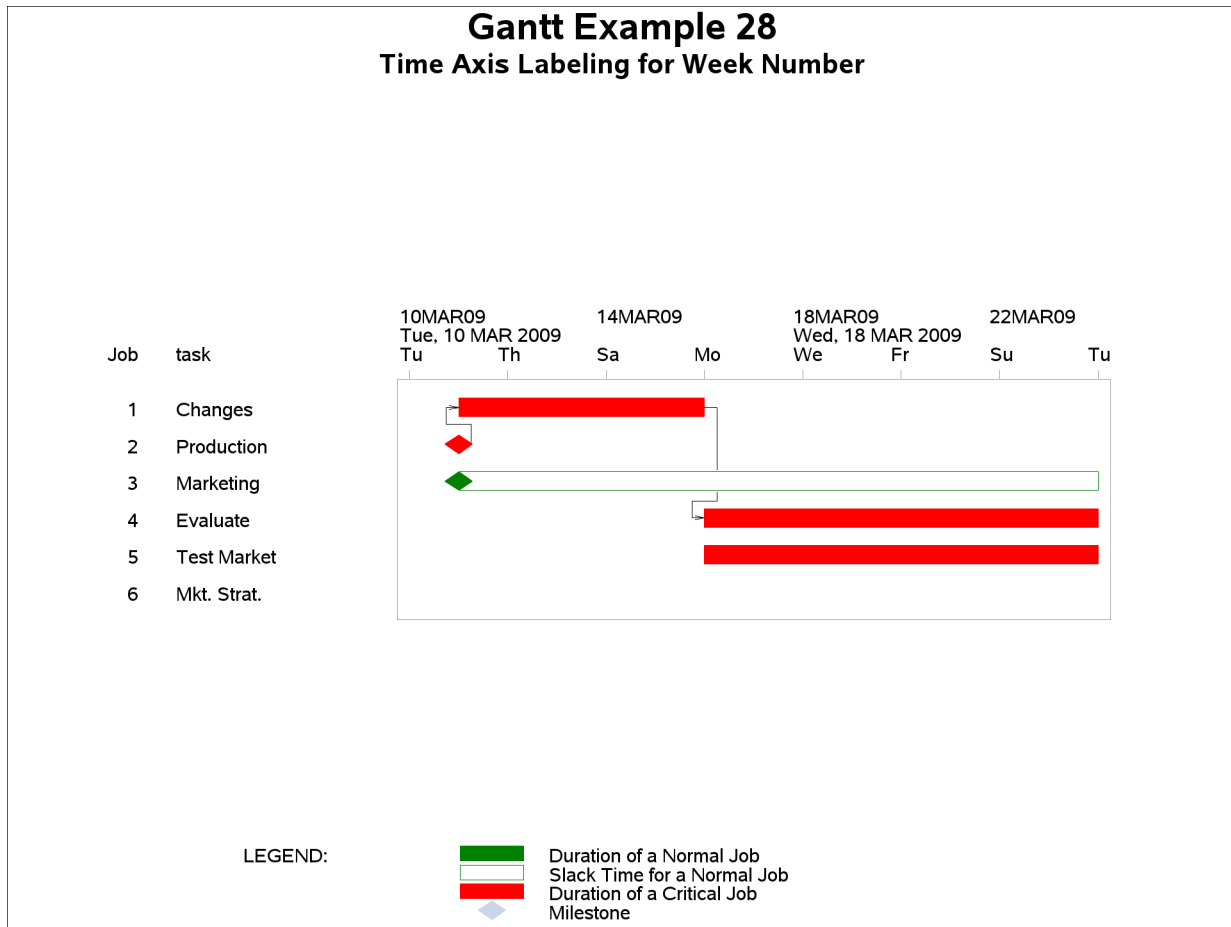 Gantt Example 28
Time Axis Labeling for Week Number
10MAR09 14MAR09 18MAR09 22MAR09
Tue, 10 MAR 2009 Wed, 18 MAR 2009
Job task Tu Th Sa Mo We Fr Su Tu
1 Changes
2 Production
3 Marketing
4 Evaluate
5 Test Market
6 Mkt. Strat.
LEGEND: Duration of a Normal Job
Slack Time for a Normal Job
Duration of a Critical Job
Milestone